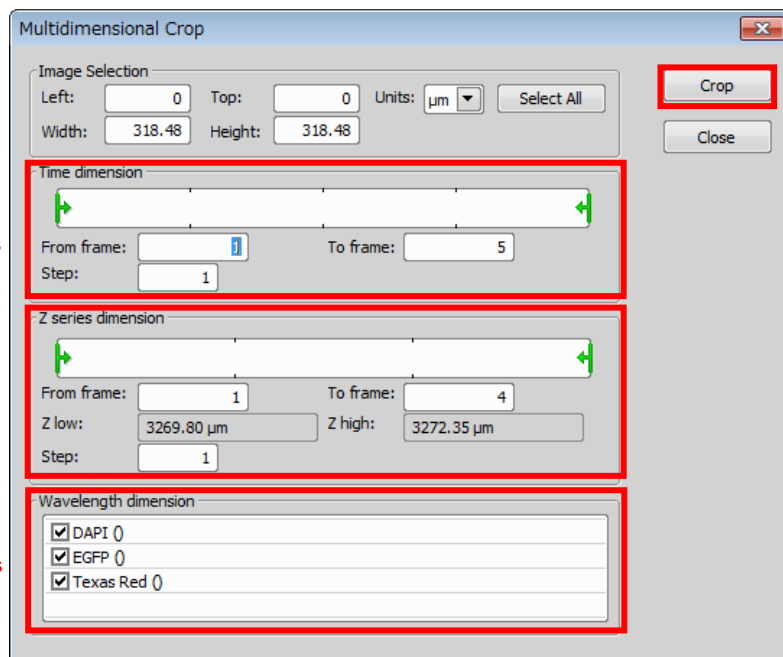 Multidimensional Crop
Image Selection
Left: 0 Top: 0 Units: µm Select All
Width: 318.48 Height: 318.48
Crop
Close
Time dimension
From frame: 1 To frame: 5
Step: 1
Z series dimension
From frame: 1 To frame: 4
Z low: 3269.80 µm Z high: 3272.35 µm
Step: 1
Wavelength dimension
DAPI ()
EGFP ()
Texas Red ()